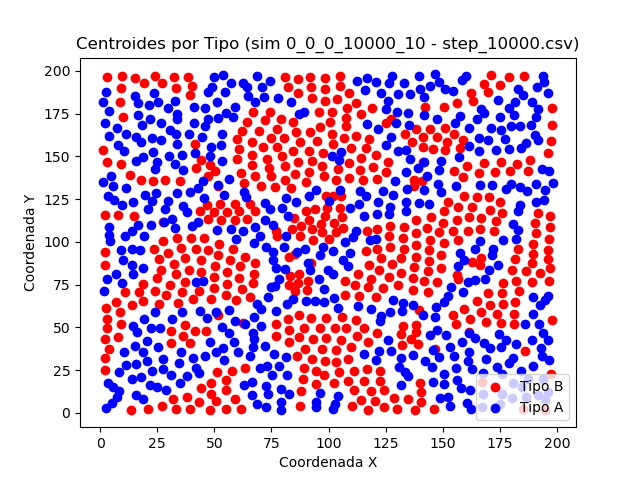 Centroides por Tipo (sim 0_0_0_10000_10 - step_10000.csv)
Coordenada Y
200
175
150
125
100
75
50
25
0
Tipo B
Tipo A
0 25 50 75 100 125 150 175 200
Coordenada X